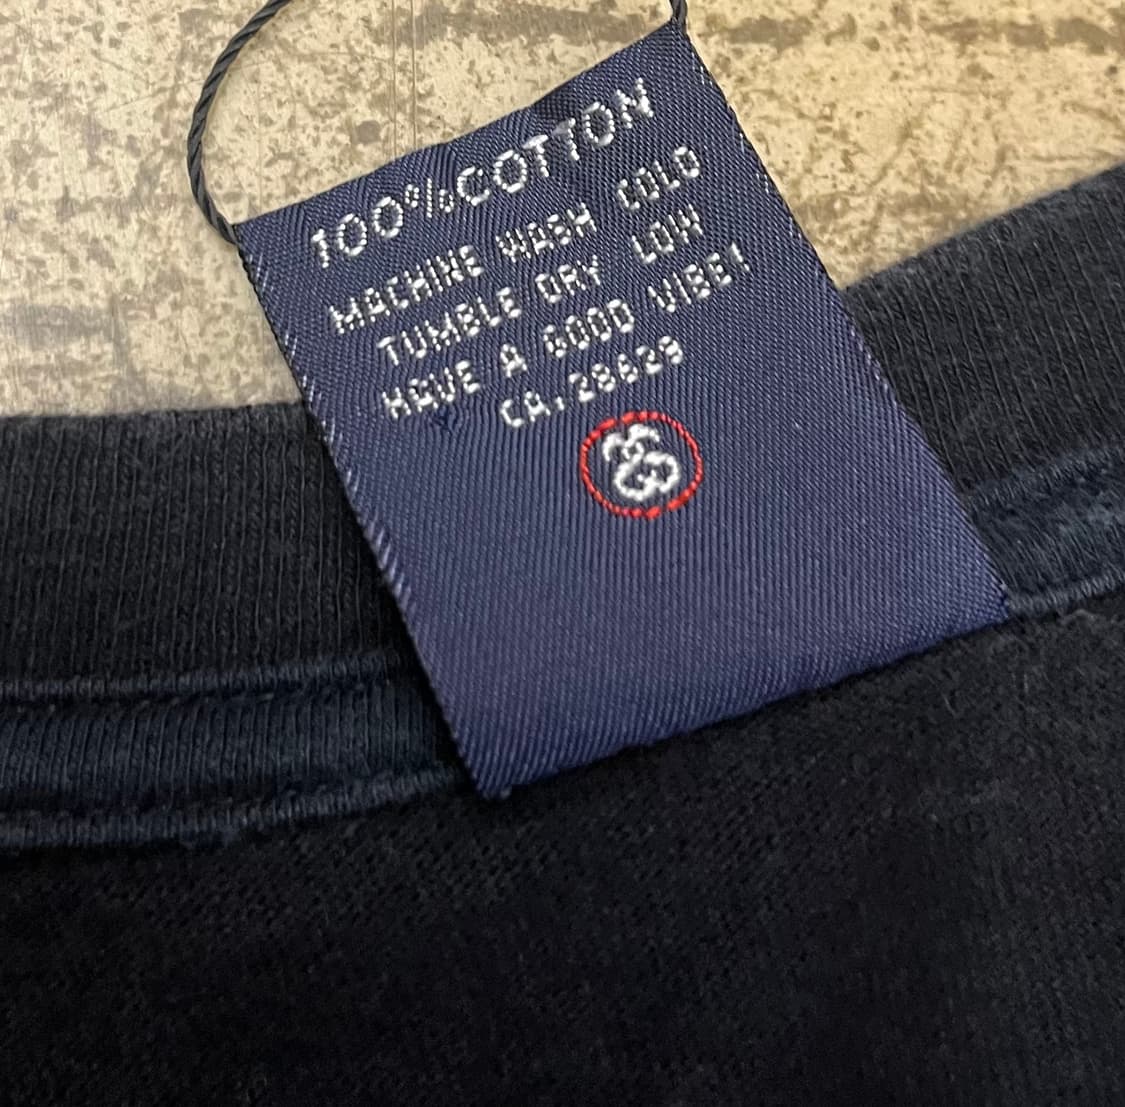 100%COTTON
MACHINE WASH COLD
TUMBLE DRY LOW
HAVE A GOOD VIBE!
CA.28629